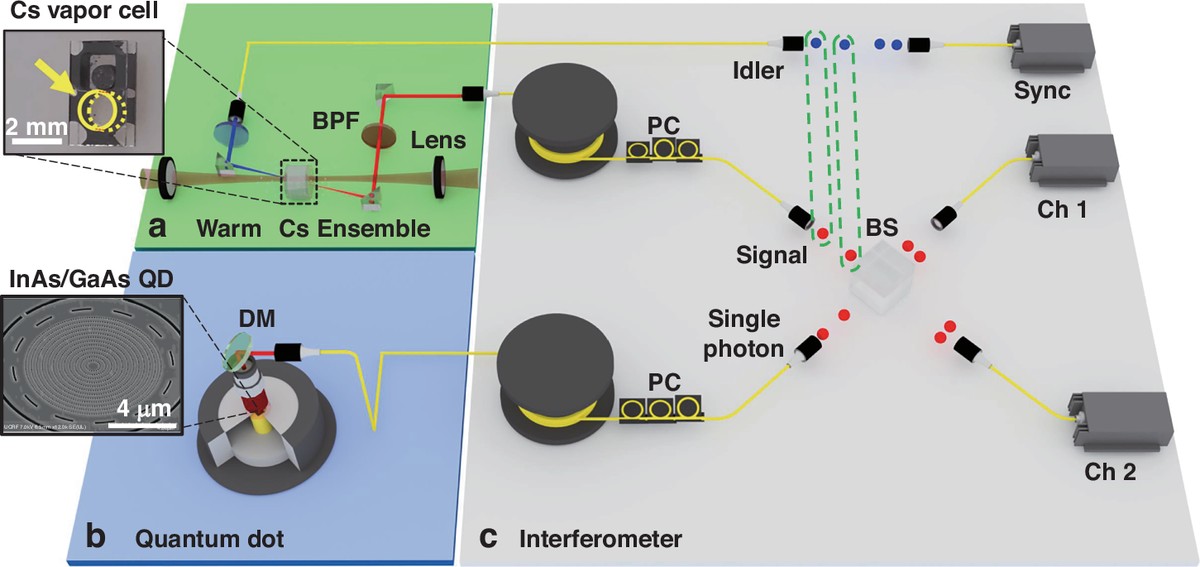 Cs vapor cell
2 mm
BPF
Lens
a Warm Cs Ensemble
InAs/GaAs QD
DM
4 μm
b Quantum dot
Idler
Sync
PC
Ch 1
Signal
BS
Single
photon
PC
Ch 2
c Interferometer